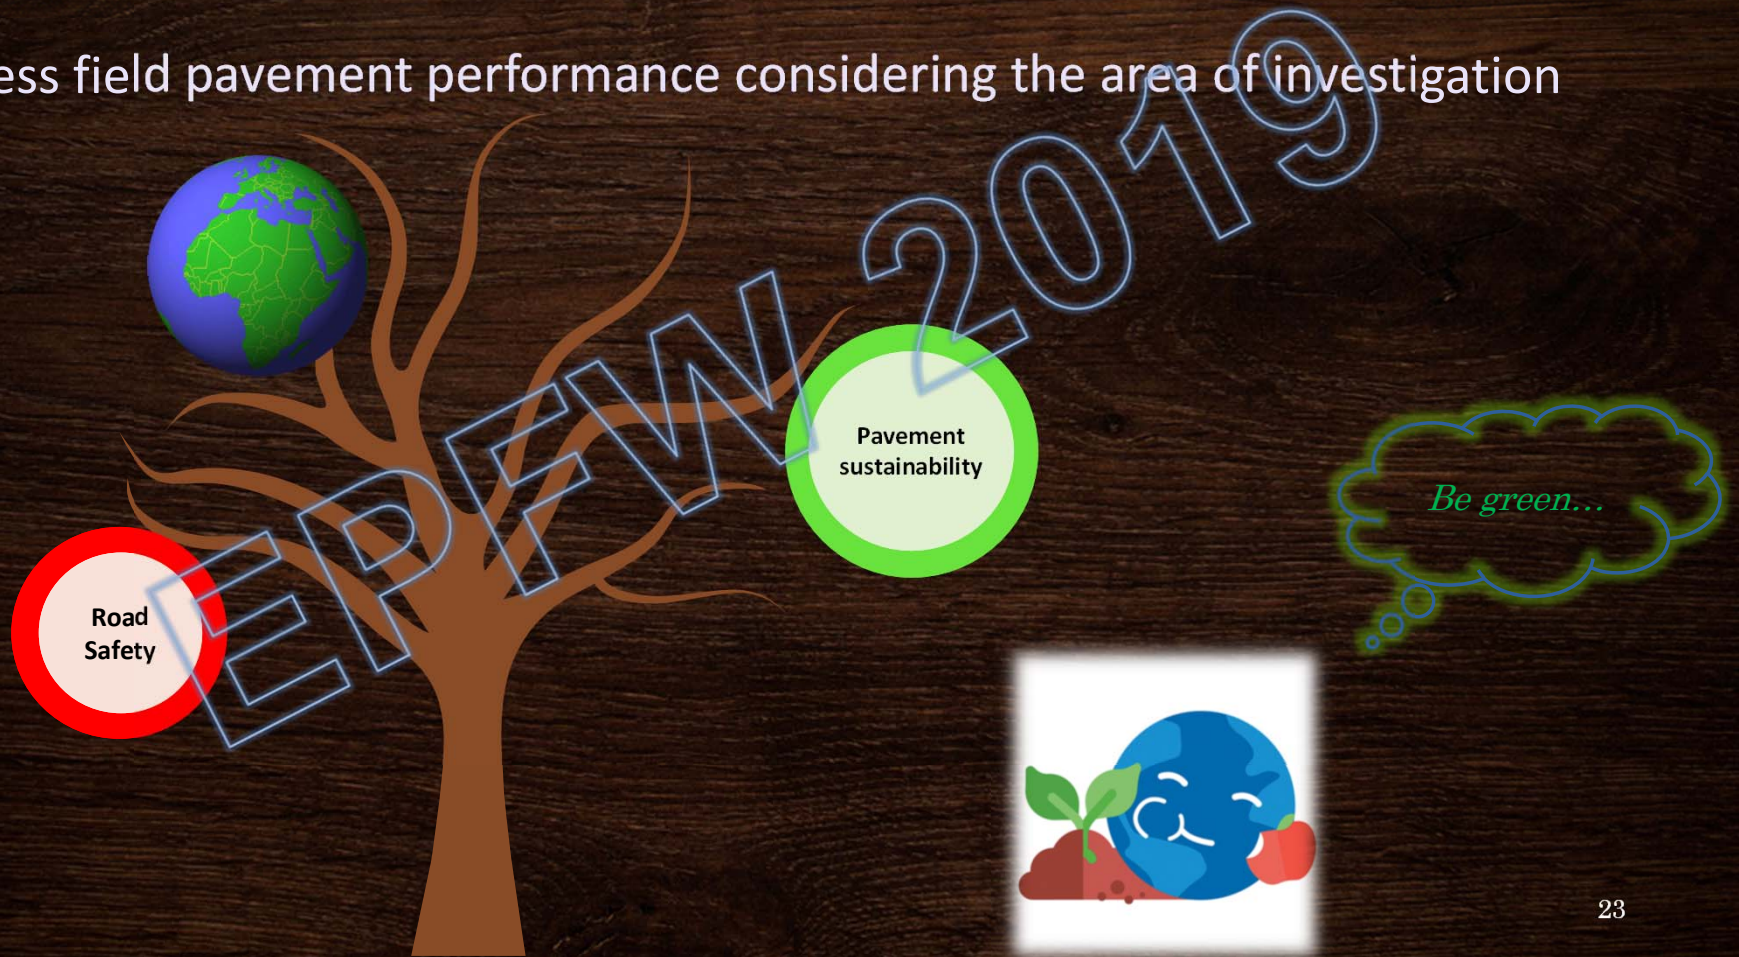 ess field pavement performance considering the area of investigation
EPFW 2019
Pavement
sustainability
Be green...
Road
Safety
23